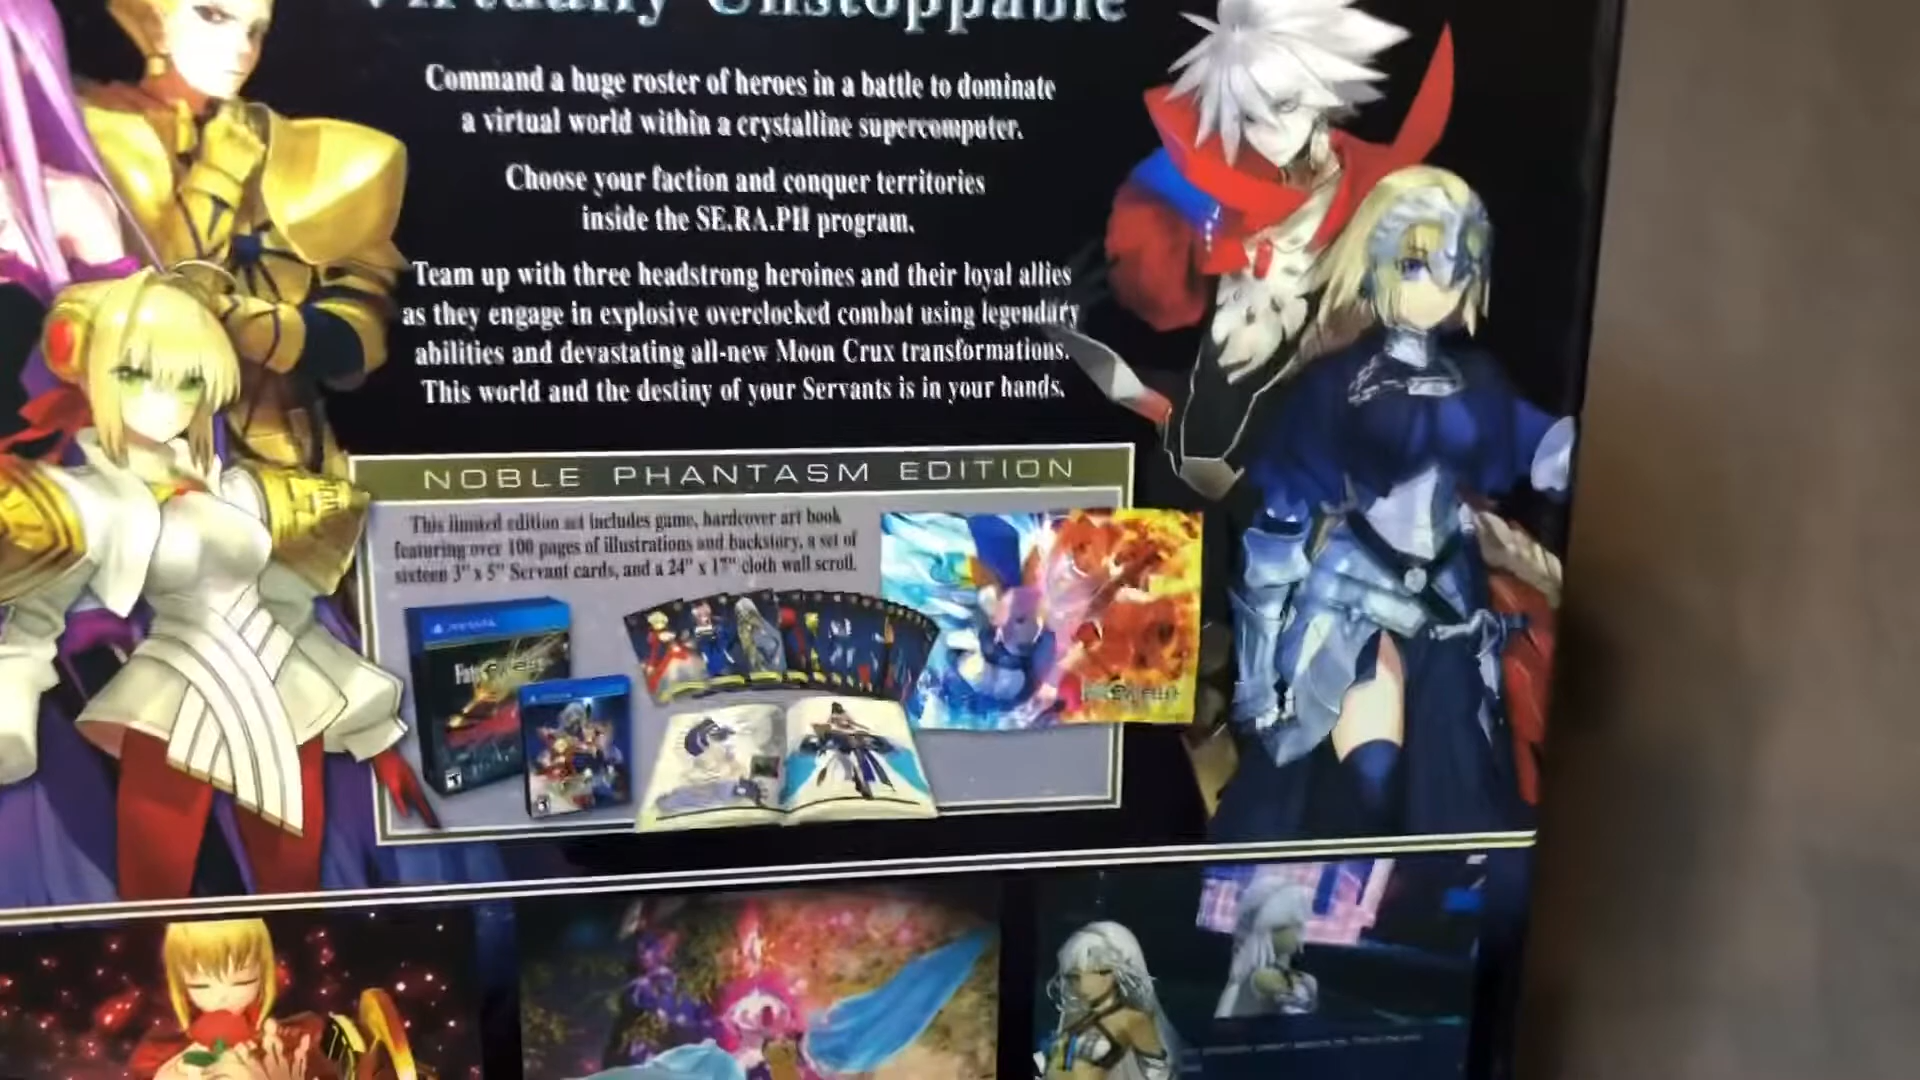 Virtually Unstoppable
Command a huge roster of heroes in a battle to dominate
a virtual world within a crystalline supercomputer.
Choose your faction and conquer territories
inside the SE.RA.PH program.
Team up with three headstrong heroines and their loyal allies
as they engage in explosive overclocked combat using legendary
abilities and devastating all-new Moon Crux transformations.
This world and the destiny of your Servants is in your hands.
NOBLE PHANTASM EDITION
This limited edition set includes game, hardcover art book
featuring over 100 pages of illustrations and backstory, a set of
sixteen 3" x 5" Servant cards, and a 24" x 17" cloth wall scroll.